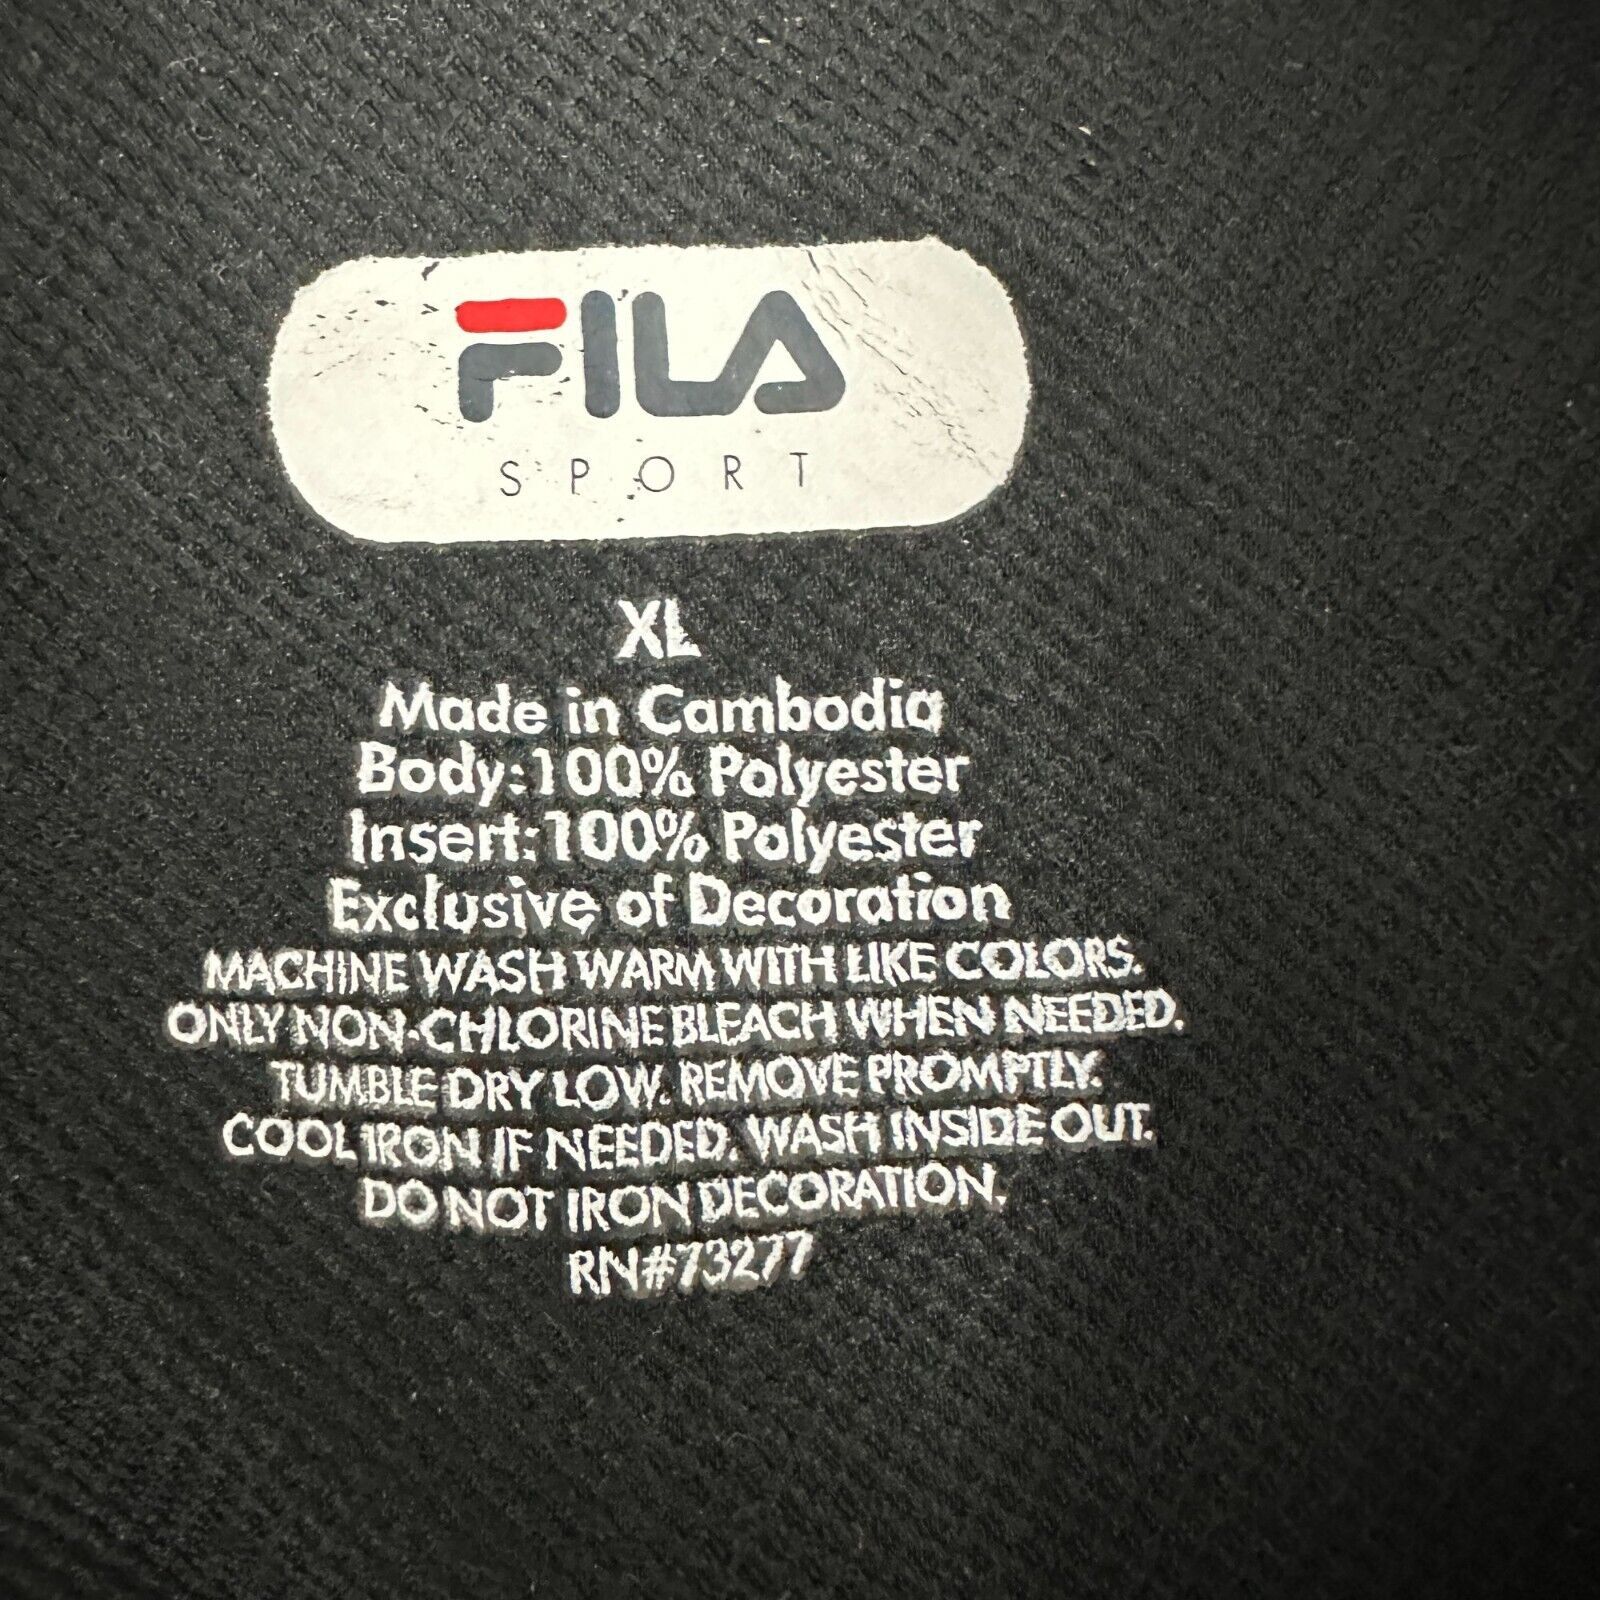 FILA
SPORT
XL
Made in Cambodia
Body:100% Polyester
Insert:100% Polyester
Exclusive of Decoration
MACHINE WASH WARM WITH LIKE COLORS.
ONLY NON-CHLORINE BLEACH WHEN NEEDED.
TUMBLE DRY LOW. REMOVE PROMPTLY.
COOL IRON IF NEEDED. WASH INSIDE OUT.
DO NOT IRON DECORATION.
RN#73277